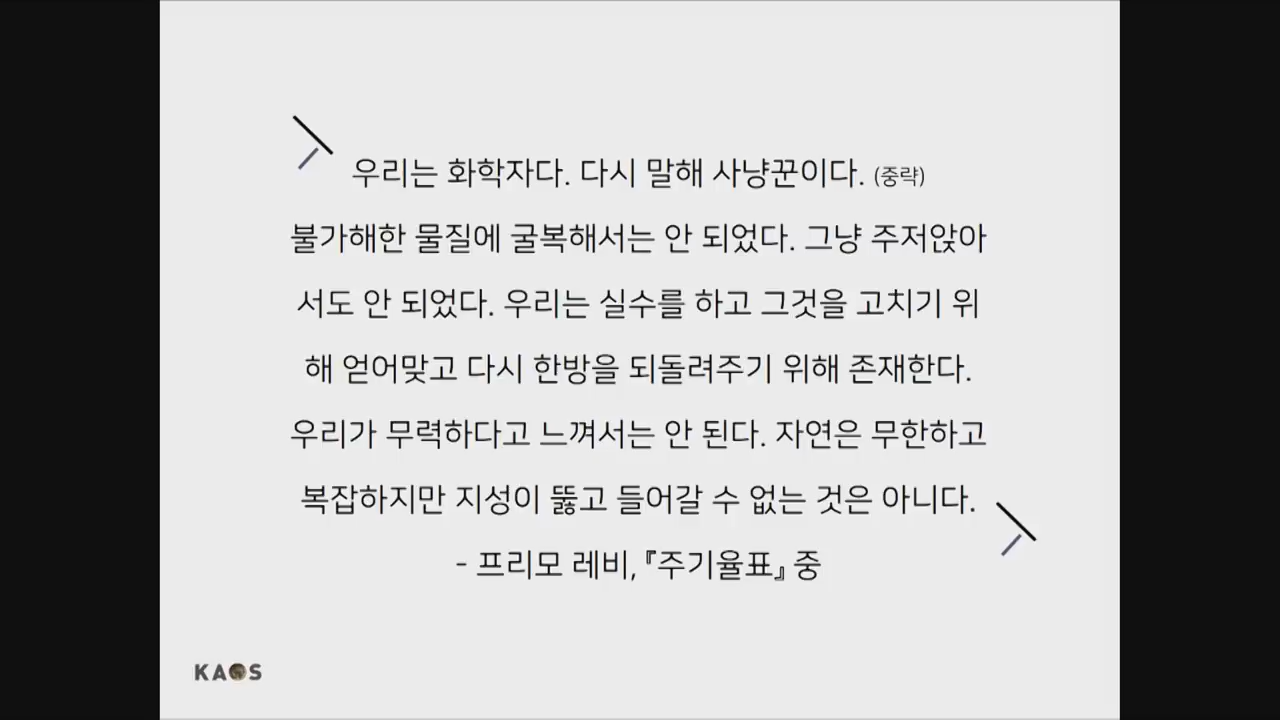 우리는 화학자다. 다시 말해 사냥꾼이다. (중략)
불가해한 물질에 굴복해서는 안 되었다. 그냥 주저앉아
서도 안 되었다. 우리는 실수를 하고 그것을 고치기 위
해 얻어맞고 다시 한방을 되돌려주기 위해 존재한다.
우리가 무력하다고 느껴서는 안 된다. 자연은 무한하고
복잡하지만 지성이 뚫고 들어갈 수 없는 것은 아니다.
- 프리모 레비, 『주기율표』 중
KAOS